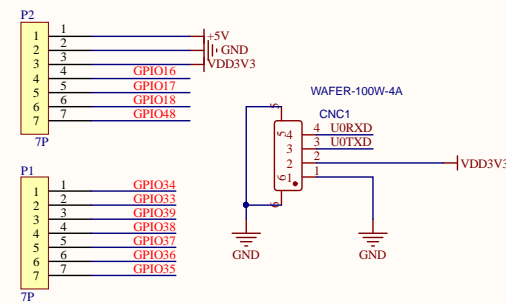 P2
1 1 +5V
2 2 GND
3 3 VDD3V3
4 4 GPIO16
5 5 GPIO17
6 6 GPIO18
7 7 GPIO48
7P
WAFER-100W-4A
CNC1
5
5 4 4 U0RXD
3 3 U0TXD
2 2 VDD3V3
6 1 1
6
GND
GND
P1
1 1 GPIO34
2 2 GPIO33
3 3 GPIO39
4 4 GPIO38
5 5 GPIO37
6 6 GPIO36
7 7 GPIO35
7P